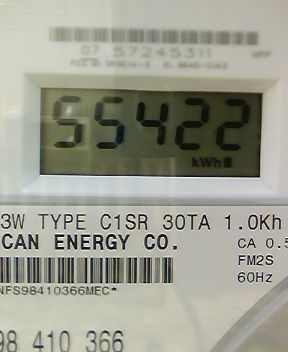 07 57245311
55422
kWh
3W TYPE C1SR 30TA 1.0Kh
CAN ENERGY CO.
CA 0.5
FM2S
NFS98410366MEC*
60Hz
98 410 366